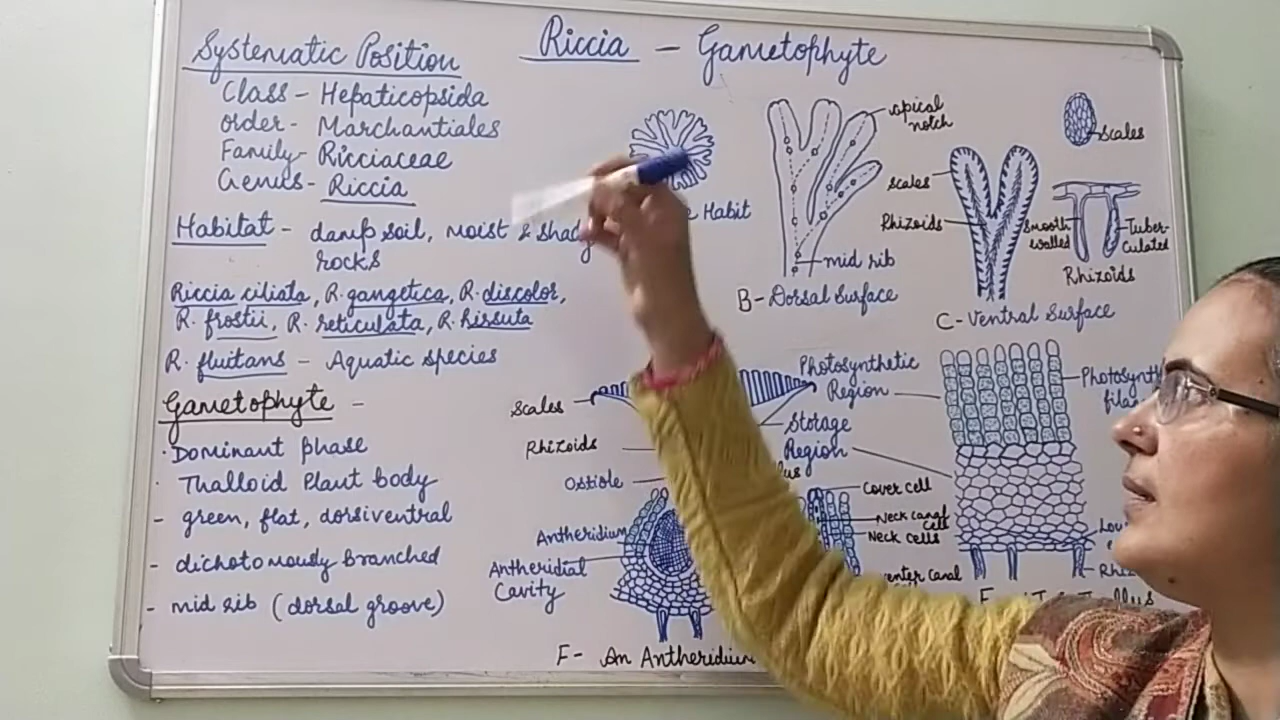 Riccia - Gametophyte
Systematic Position
Class - Hepaticopsida
Order - Marchantiales
Family - Ricciaceae
Genus - Riccia
Habitat - damp soil, moist & shady
rocks
Riccia ciliata, R. gangetica, R. discolor,
R. frostii, R. reticulata, R. hirsuta
R. fluitans - Aquatic species
Gametophyte -
· Dominant phase
· Thalloid Plant body
- green, flat, dorsiventral
- dichotomously branched
- mid rib (dorsal groove)
Habit
apical
notch
mid rib
B - Dorsal Surface
Scales
Scales
Rhizoids
Smooth
walled
Tuber-
culated
Rhizoids
C - Ventral Surface
Scales
Rhizoids
Photosynthetic
Region
Storage
Region
Ostiole
Antheridium
Antheridial
Cavity
F - An Antheridium
Cover cell
Neck canal
cell
Neck cells
venter canal